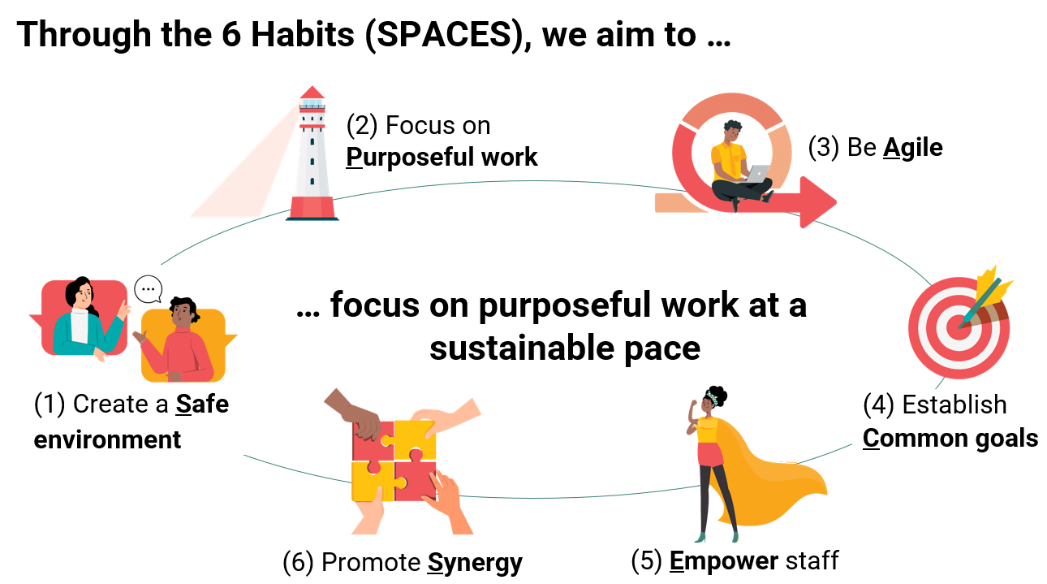 Through the 6 Habits (SPACES), we aim to ...
(2) Focus on
Purposeful work
(3) Be Agile
... focus on purposeful work at a
sustainable pace
(1) Create a Safe
environment
(4) Establish
Common goals
(6) Promote Synergy
(5) Empower staff